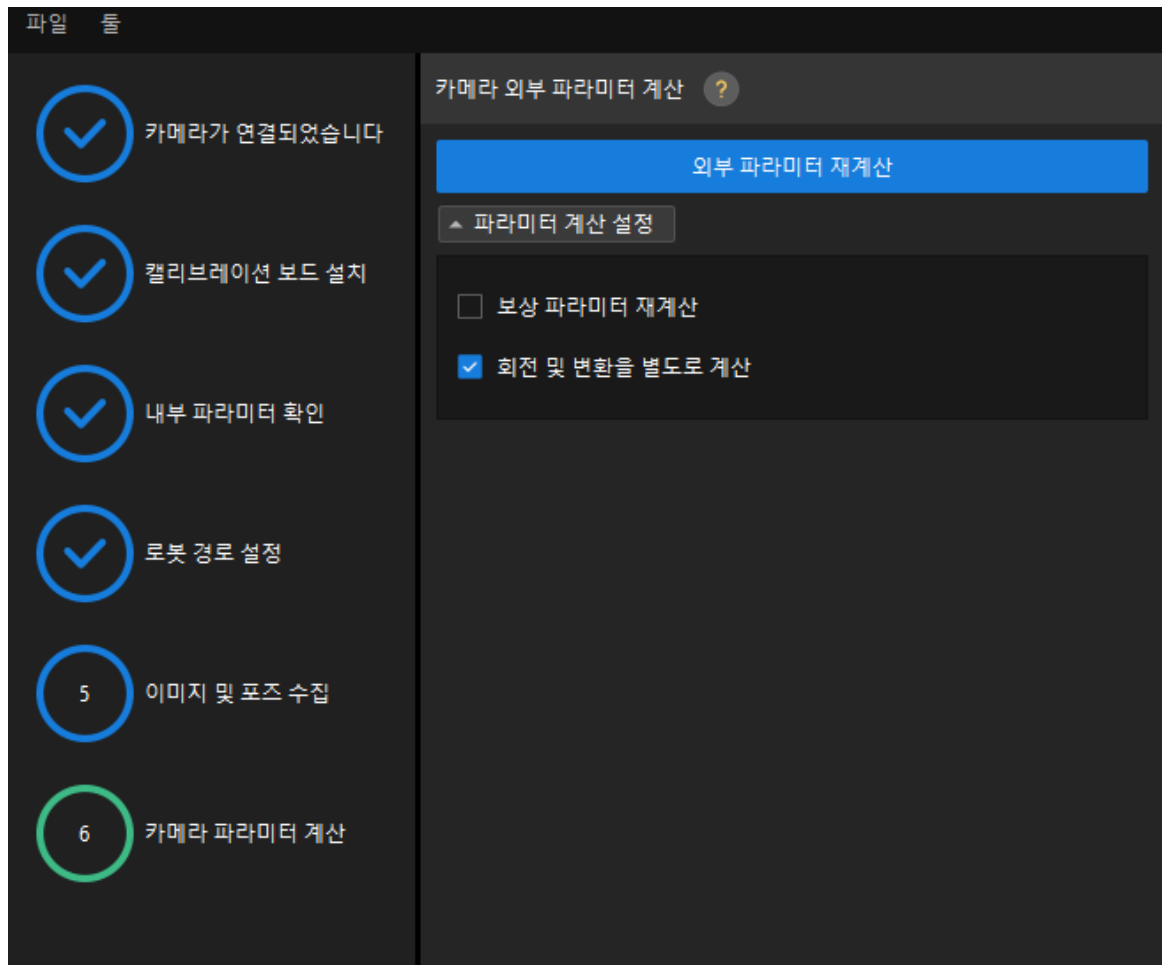 파일 툴
카메라가 연결되었습니다
캘리브레이션 보드 설치
내부 파라미터 확인
로봇 경로 설정
5 이미지 및 포즈 수집
6 카메라 파라미터 계산
카메라 외부 파라미터 계산 ?
외부 파라미터 재계산
파라미터 계산 설정
보상 파라미터 재계산
회전 및 변환을 별도로 계산